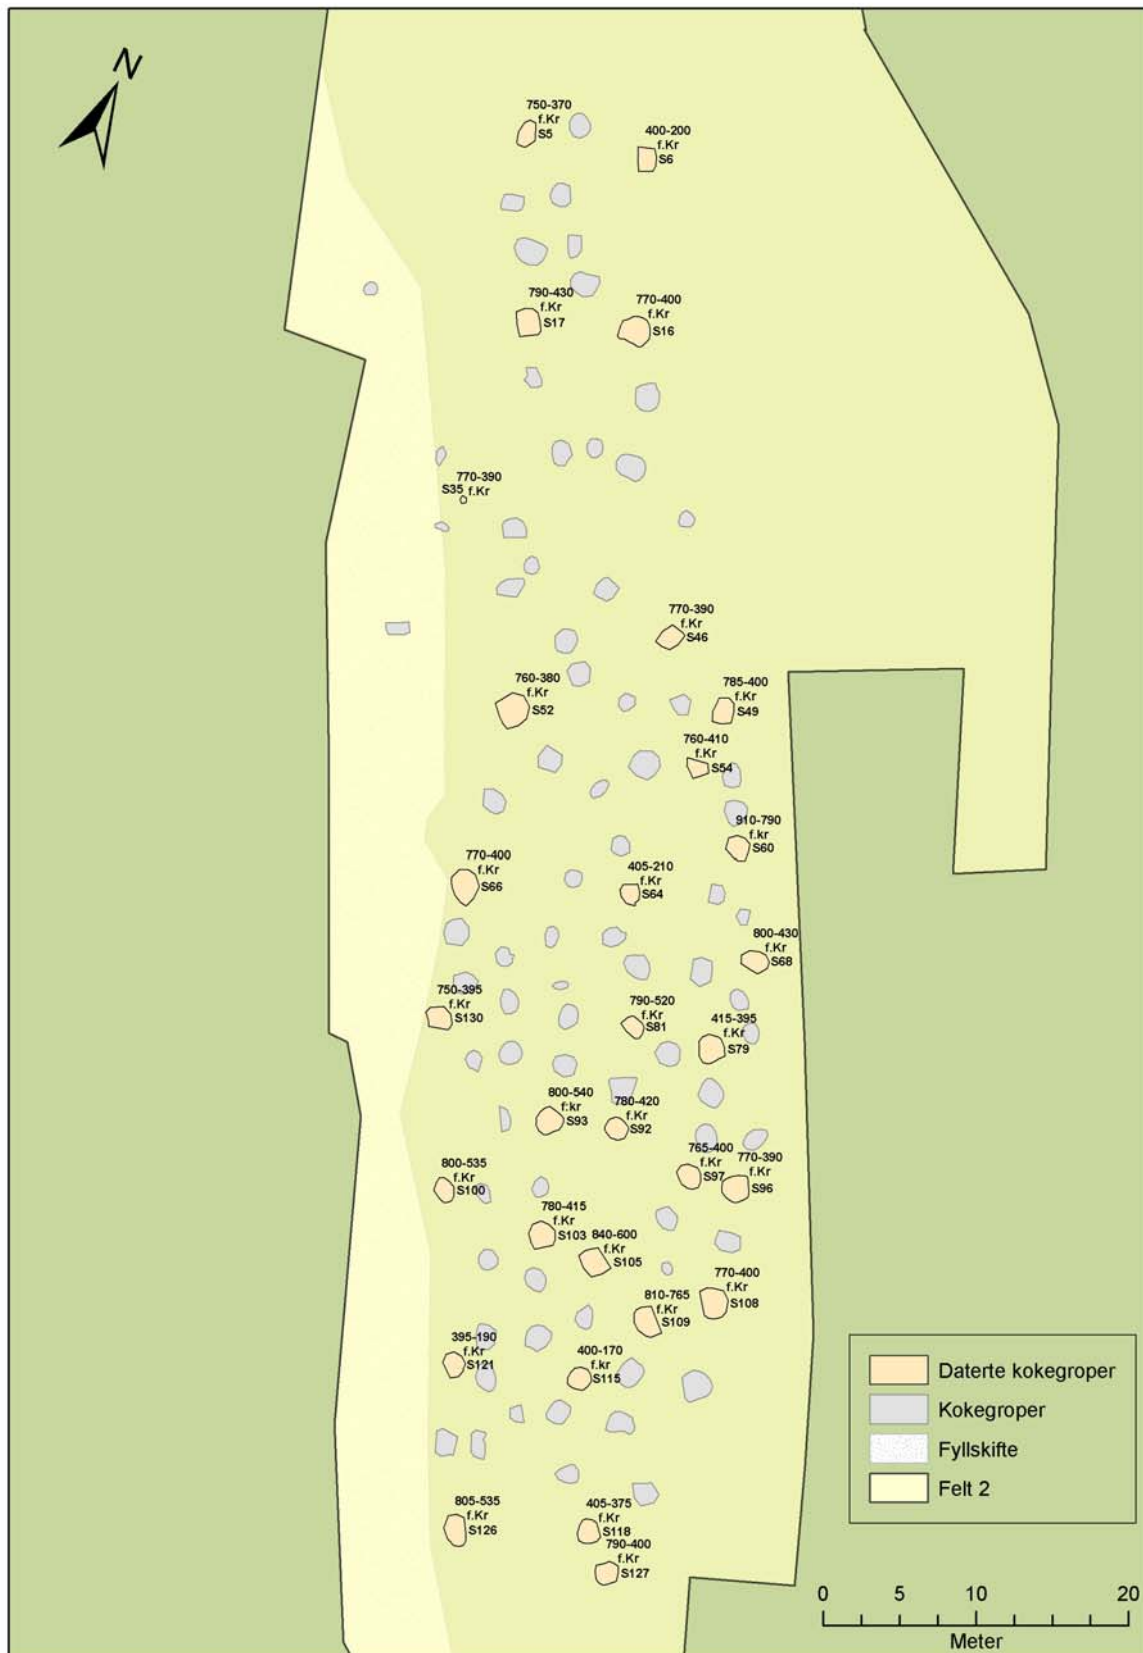 N
750-370
f.Kr
S5
400-200
f.Kr
S6
790-430
f.Kr
S17
770-400
f.Kr
S16
770-390
S35 f.Kr
770-390
f.Kr
S46
760-380
f.Kr
S52
785-400
f.Kr
S49
760-410
f.Kr
S54
910-790
f.kr
S60
770-400
f.Kr
S66
405-210
f.Kr
S64
800-430
f.Kr
S68
750-395
f.Kr
S130
790-520
f.Kr
S81
415-395
f.Kr
S79
800-540
f:kr
S93
780-420
f.Kr
S92
765-400
f.Kr
S97
770-390
f.Kr
S96
800-535
f.Kr
S100
780-415
f.Kr
S103
840-600
f.Kr
S105
770-400
f.Kr
S108
810-765
f.Kr
S109
395-190
f.Kr
S121
400-170
f.kr
S115
805-535
f.Kr
S126
405-375
f.Kr
S118
790-400
f.Kr
S127
Daterte kokegroper
Kokegroper
Fyllskifte
Felt 2
0 5 10 20
Meter